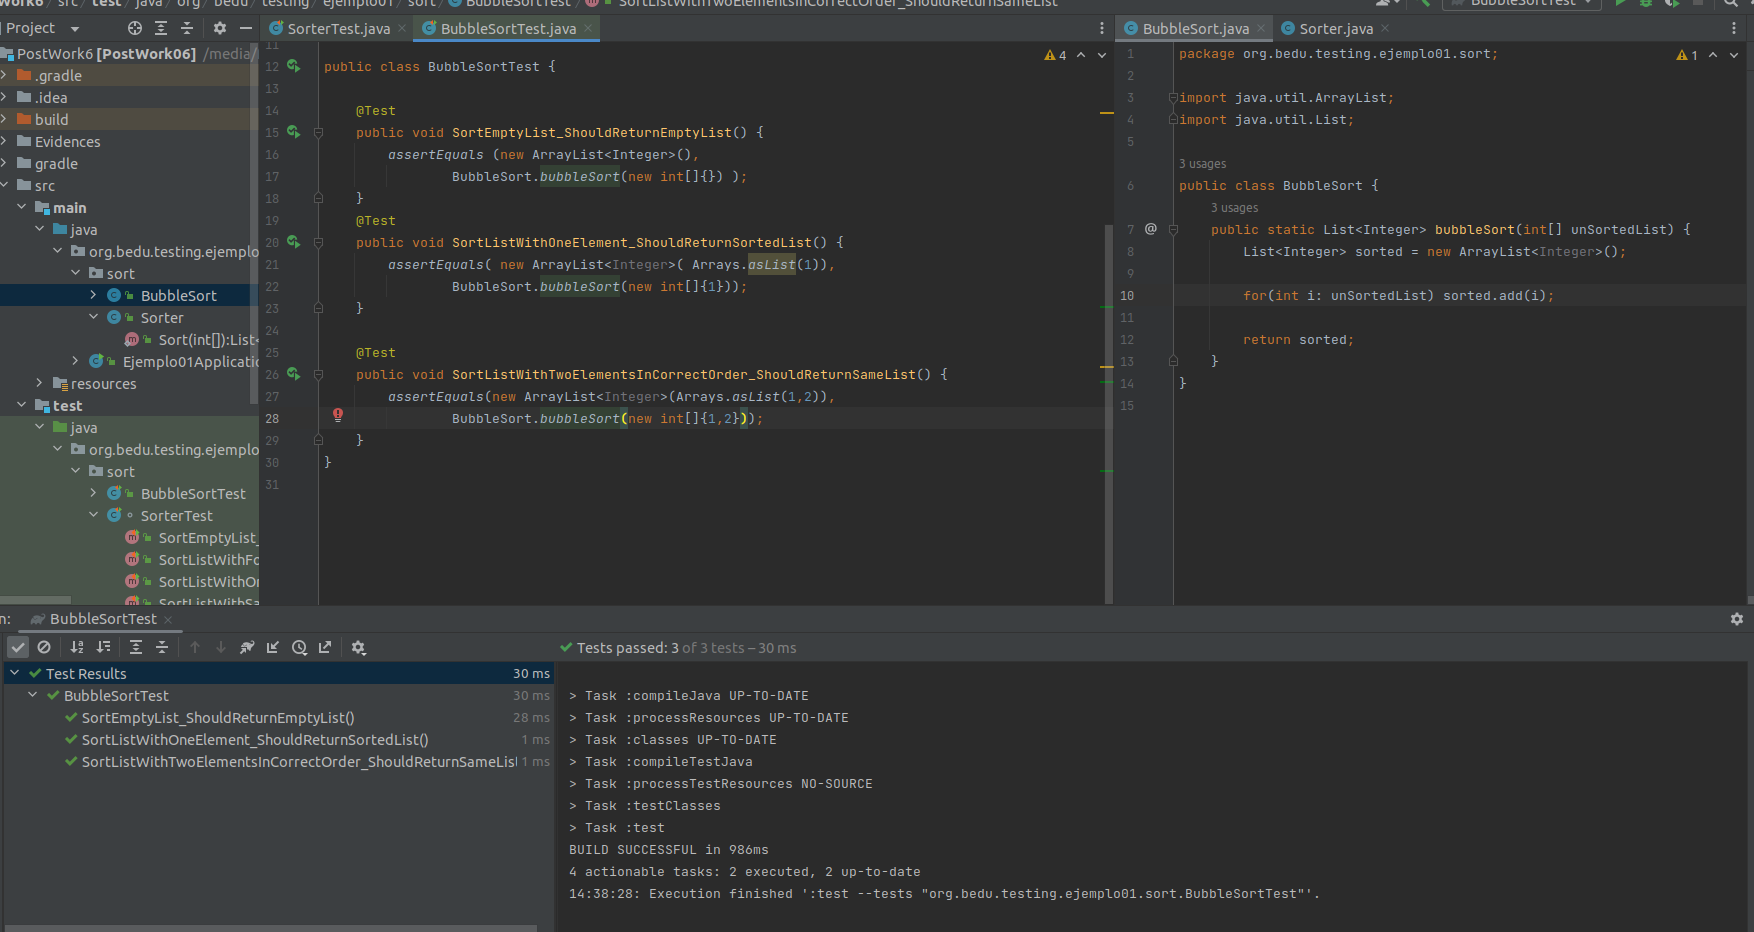 src / test / java / org / bedu / testing / ejemplo01 / sort / BubbleSortTest / SortListWithTwoElementsInCorrectOrder_ShouldReturnSameList
BubbleSortTest
Project
SorterTest.java
BubbleSortTest.java
BubbleSort.java
Sorter.java
PostWork6 [PostWork06] /media/
.gradle
.idea
build
Evidences
gradle
src
main
java
org.bedu.testing.ejemplo
sort
BubbleSort
Sorter
Sort(int[]):List<
Ejemplo01Applicatio
resources
test
java
org.bedu.testing.ejemplo
sort
BubbleSortTest
SorterTest
SortEmptyList_
SortListWithFo
SortListWithOr
SortListWithSa
4
11
12 public class BubbleSortTest {
13
14 @Test
15 public void SortEmptyList_ShouldReturnEmptyList() {
16 assertEquals (new ArrayList<Integer>(),
17 BubbleSort.bubbleSort(new int[]{}) );
18 }
19 @Test
20 public void SortListWithOneElement_ShouldReturnSortedList() {
21 assertEquals( new ArrayList<Integer>( Arrays.asList(1)),
22 BubbleSort.bubbleSort(new int[]{1}));
23 }
24
25 @Test
26 public void SortListWithTwoElementsInCorrectOrder_ShouldReturnSameList() {
27 assertEquals(new ArrayList<Integer>(Arrays.asList(1,2)),
28 BubbleSort.bubbleSort(new int[]{1,2}));
29 }
30 }
31
1
1 package org.bedu.testing.ejemplo01.sort;
2
3 import java.util.ArrayList;
4 import java.util.List;
5
3 usages
6 public class BubbleSort {
3 usages
7 @ public static List<Integer> bubbleSort(int[] unSortedList) {
8 List<Integer> sorted = new ArrayList<Integer>();
9
10 for(int i: unSortedList) sorted.add(i);
11
12 return sorted;
13 }
14 }
15
n: BubbleSortTest
Tests passed: 3 of 3 tests – 30 ms
Test Results 30 ms
BubbleSortTest 30 ms
SortEmptyList_ShouldReturnEmptyList() 28 ms
SortListWithOneElement_ShouldReturnSortedList() 1 ms
SortListWithTwoElementsInCorrectOrder_ShouldReturnSameLis 1 ms
> Task :compileJava UP-TO-DATE
> Task :processResources UP-TO-DATE
> Task :classes UP-TO-DATE
> Task :compileTestJava
> Task :processTestResources NO-SOURCE
> Task :testClasses
> Task :test
BUILD SUCCESSFUL in 986ms
4 actionable tasks: 2 executed, 2 up-to-date
14:38:28: Execution finished ':test --tests "org.bedu.testing.ejemplo01.sort.BubbleSortTest"'.